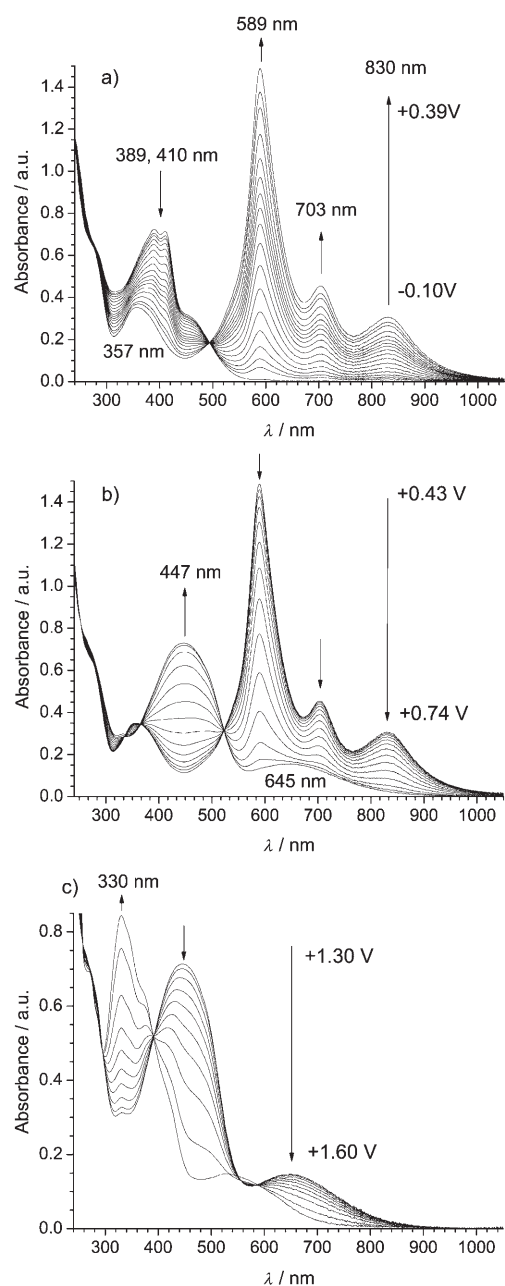 589 nm
a)
830 nm
1.4
+0.39V
1.2
389, 410 nm
1.0
0.8
703 nm
0.6
-0.10V
0.4
0.2
357 nm
0.0
300 400 500 600 700 800 900 1000
Absorbance / a.u.
λ / nm
b)
1.4
+0.43 V
1.2
447 nm
1.0
0.8
0.6
+0.74 V
0.4
0.2
645 nm
0.0
300 400 500 600 700 800 900 1000
Absorbance / a.u.
λ / nm
c)
330 nm
0.8
+1.30 V
0.6
0.4
0.2
+1.60 V
0.0
300 400 500 600 700 800 900 1000
Absorbance / a.u.
λ / nm